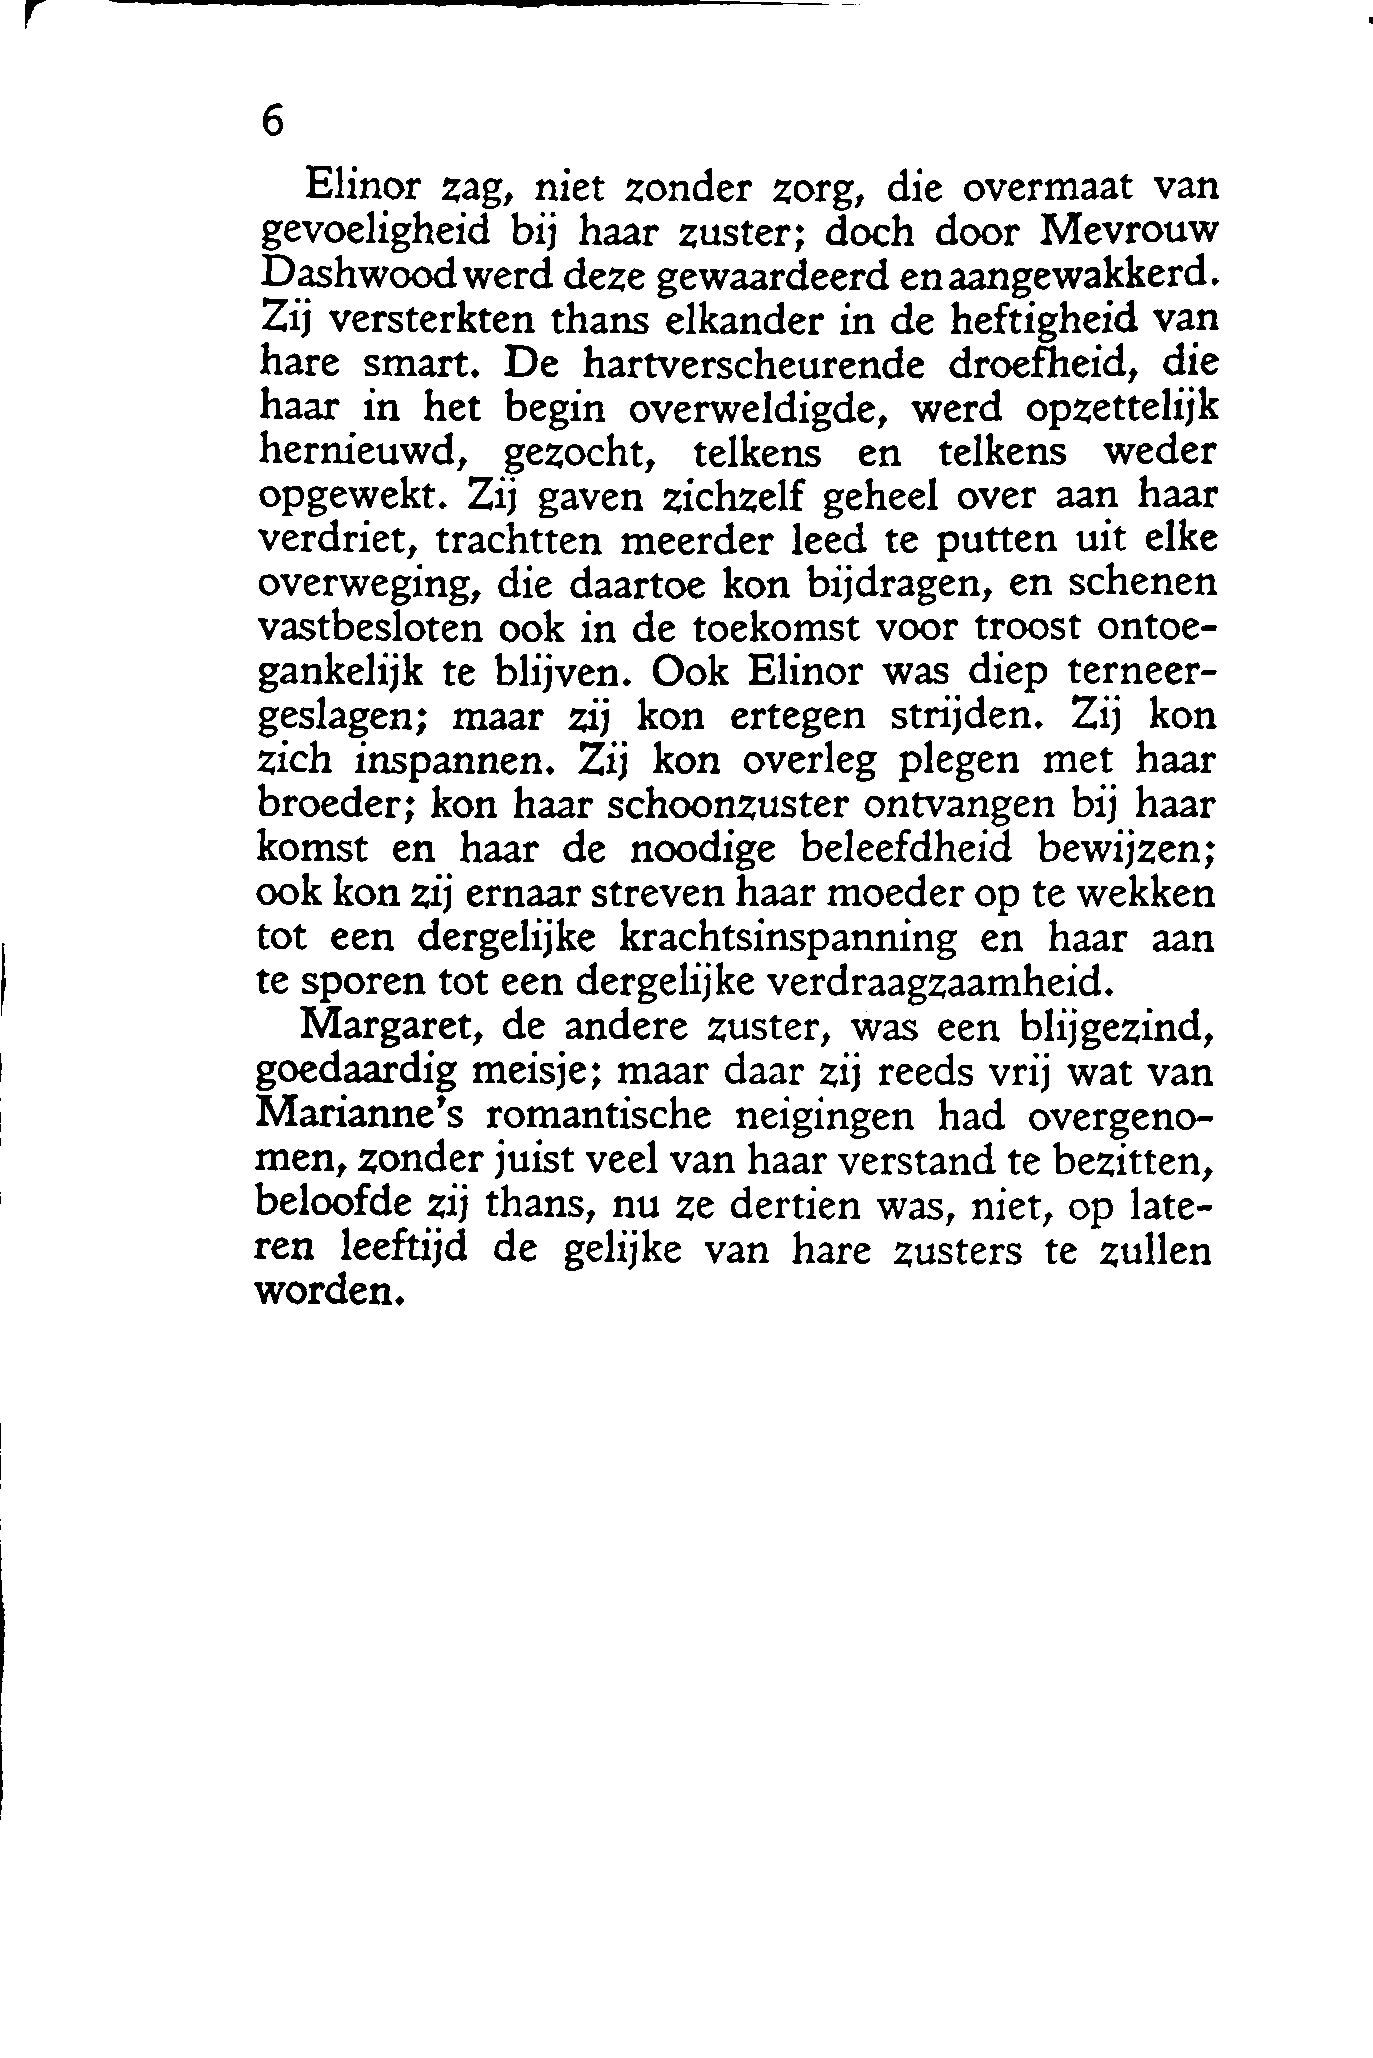 6
Elinor zag, niet zonder zorg, die overmaat van
gevoeligheid bij haar zuster; doch door Mevrouw
Dashwood werd deze gewaardeerd en aangewakkerd.
Zij versterkten thans elkander in de heftigheid van
hare smart. De hartverscheurende droefheid, die
haar in het begin overweldigde, werd opzettelijk
hernieuwd, gezocht, telkens en telkens weder
opgewekt. Zij gaven zichzelf geheel over aan haar
verdriet, trachtten meerder leed te putten uit elke
overweging, die daartoe kon bijdragen, en schenen
vastbesloten ook in de toekomst voor troost ontoe-
gankelijk te blijven. Ook Elinor was diep terneer-
geslagen; maar zij kon ertegen strijden. Zij kon
zich inspannen. Zij kon overleg plegen met haar
broeder; kon haar schoonzuster ontvangen bij haar
komst en haar de noodige beleefdheid bewijzen;
ook kon zij ernaar streven haar moeder op te wekken
tot een dergelijke krachtsinspanning en haar aan
te sporen tot een dergelijke verdraagzaamheid.
Margaret, de andere zuster, was een blijgezind,
goedaardig meisje; maar daar zij reeds vrij wat van
Marianne's romantische neigingen had overgeno-
men, zonder juist veel van haar verstand te bezitten,
beloofde zij thans, nu ze dertien was, niet, op late-
ren leeftijd de gelijke van hare zusters te zullen
worden.